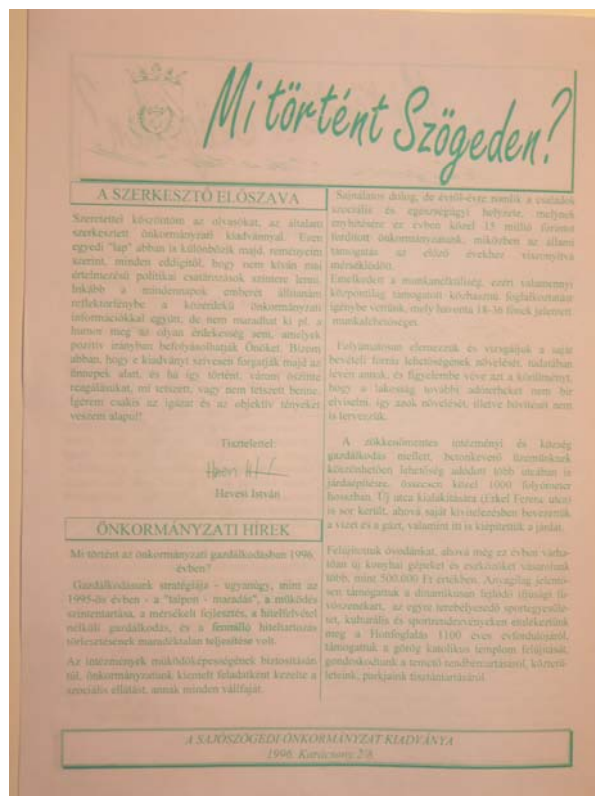 Mi történt Szögeden?
A SZERKESZTŐ ELŐSZAVA
Szeretettel köszöntöm az olvasókat, az általam
szerkesztett önkormányzati kiadvánnyal. Ezen
egyedi "lap" abban is különbözik majd, reményeim
szerint, minden eddigitől, hogy nem kíván mai
értelmezésű politikai csatározások színtere lenni.
Inkább a mindennapok emberét állítanám
reflektorfénybe a közérdekű önkormányzati
információkkal együtt, de nem maradhat ki pl. a
humor meg az olyan érdekesség sem, amelyek
pozitív irányban befolyásolhatják Önöket. Bízom
abban, hogy e kiadványt szívesen forgatják majd az
ünnepek alatt, és ha így történt, várom őszinte
reagálásukat, mi tetszett, vagy nem tetszett benne.
Ígérem csakis az igazat és az objektív tényeket
veszem alapul!
Tisztelettel:
Hevesi István
ÖNKORMÁNYZATI HÍREK
Mi történt az önkormányzati gazdálkodásban 1996.
évben?
Gazdálkodásunk stratégiája - ugyanúgy, mint az
1995-ös évben - a "talpon - maradás", a működés
szintentartása, a mérsékelt fejlesztés, a hitelfelvétel
nélküli gazdálkodás, és a fennálló hiteltartozás
törlesztésének maradéktalan teljesítése volt.
Az intézmények működőképességének biztosításán
túl, önkormányzatunk kiemelt feladatként kezelte a
szociális ellátást, annak minden válfaját.
Sajnálatos dolog, de évről-évre romlik a családok
szociális és egészségügyi helyzete, melynek
enyhítésére ez évben közel 15 millió forintot
fordított önkormányzatunk, miközben az állami
támogatás az előző évekhez viszonyítva
mérséklődött.
Emelkedett a munkanélküliség, ezért valamennyi
központilag támogatott közhasznú foglalkoztatást
igénybe vettünk, mely havonta 18-36 főnek jelentett
munkalehetőséget.
Folyamatosan elemezzük és vizsgáljuk a saját
bevételi forrás lehetőségének növelését, tudatában
léven annak, és figyelembe véve azt a körülményt,
hogy a lakosság további adóterheket nem bír
elviselni, így azok növelését, illetve bővítését nem
is tervezzük.
A zökkenőmentes intézményi és község
gazdálkodás mellett, betonkeverő üzemünknek
köszönhetően lehetőség adódott több utcában is
járdaépítésre, összesen közel 1000 folyóméter
hosszban. Új utca kialakítására (Erkel Ferenc utca)
is sor került, ahová saját kivitelezésben bevezettük
a vizet és a gázt, valamint itt is kiépítettük a járdát.
Felújítottuk óvodánkat, ahová még ez évben várha-
tóan új konyhai gépeket és eszközöket vásárolunk
több, mint 500.000 Ft értékben. Anyagilag jelentő-
sen támogattuk a dinamikusan fejlődő ifjúsági fú-
vószenekart, az egyre terebélyesedő sportegyesüle-
tet, kulturális és sportrendezvényeken emlékeztünk
meg a Honfoglalás 1100 éves évfordulójáról,
támogattuk a görög katolikus templom felújítását,
gondoskodtunk a temető rendbentartásáról, közterü-
leteink, parkjaink tisztántartásáról.
A SAJÓSZÖGEDI ÖNKORMÁNYZAT KIADVÁNYA
1996. Karácsony